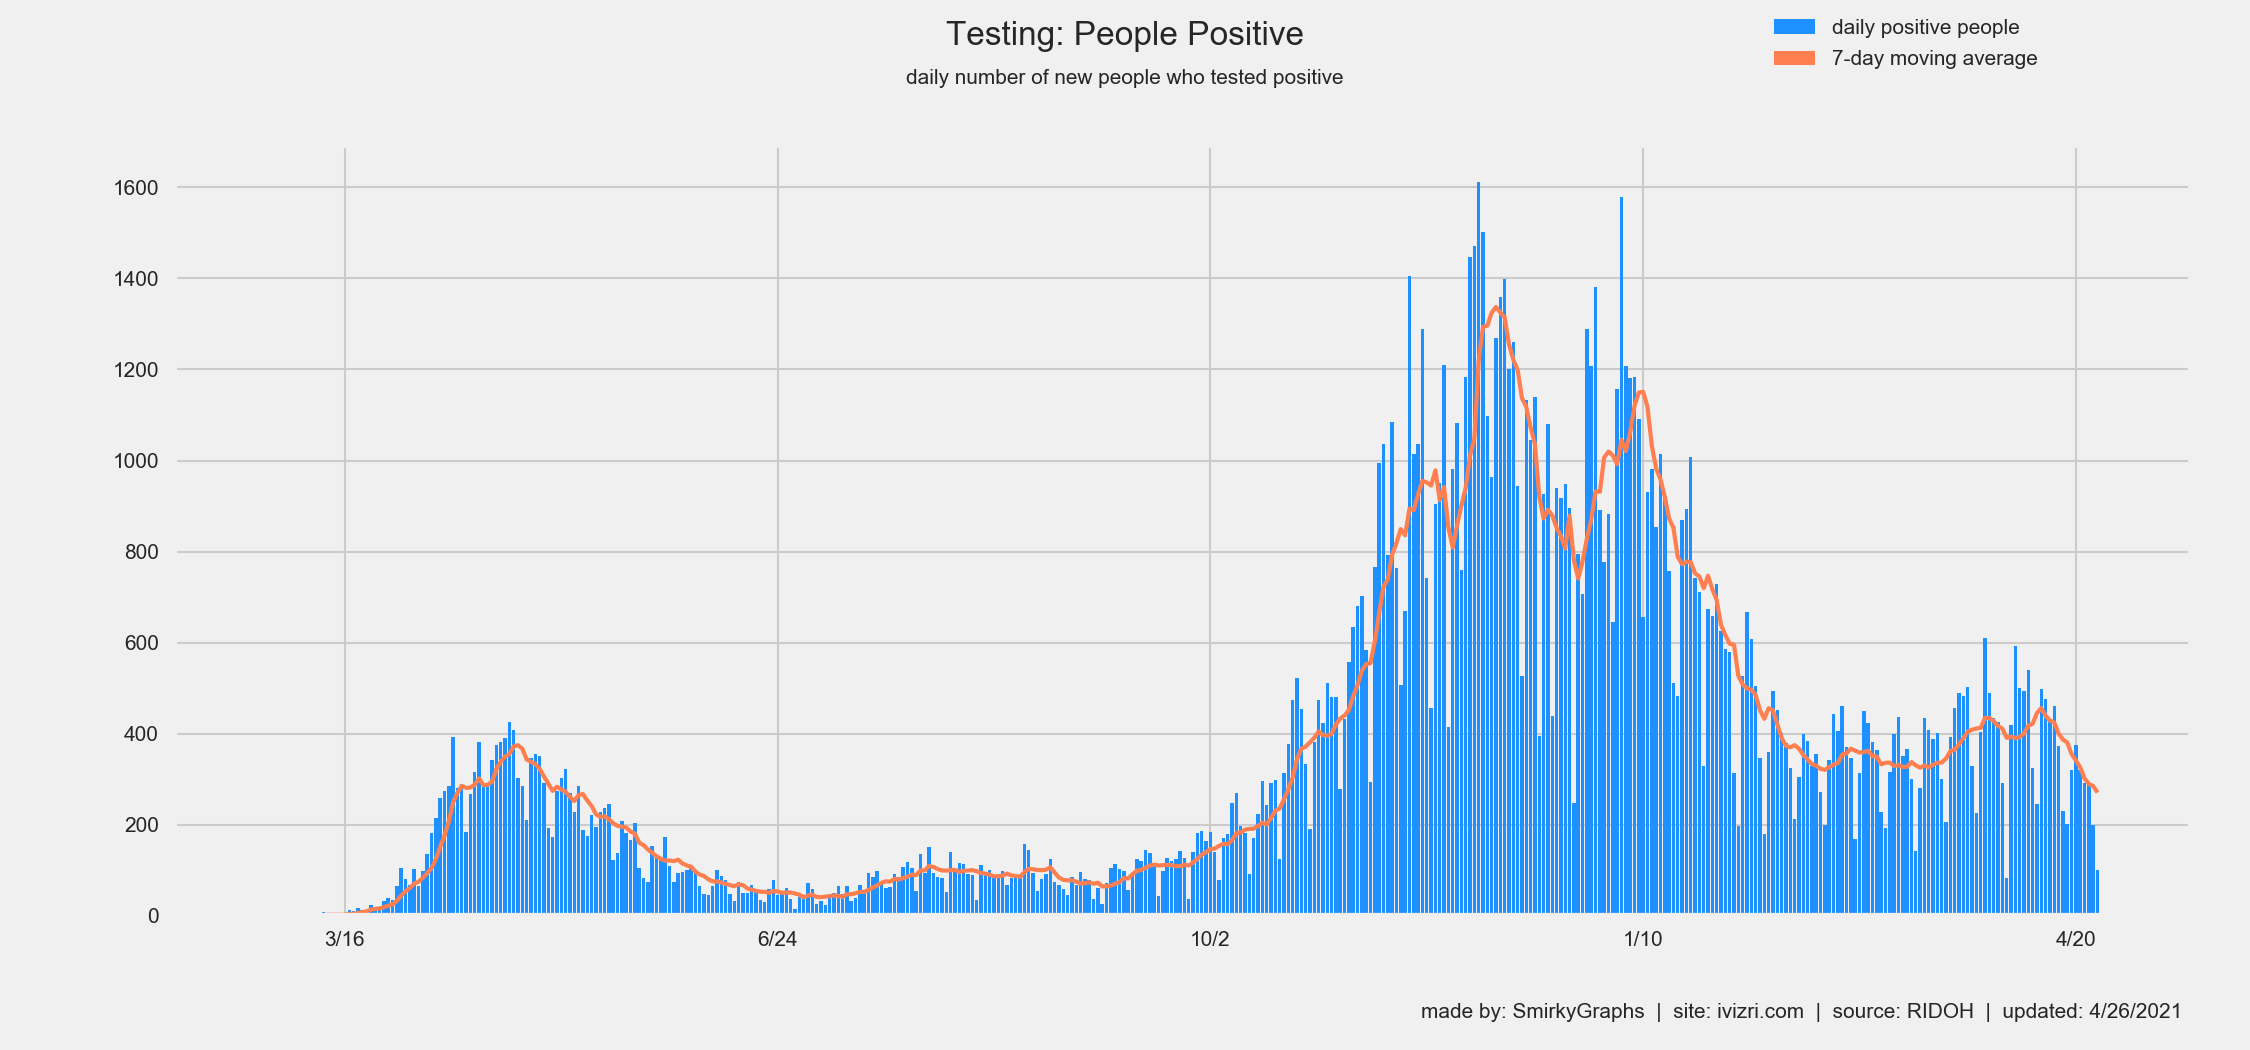 Testing: People Positive
daily number of new people who tested positive
daily positive people
7-day moving average
1600
1400
1200
1000
800
600
400
200
0
3/16
6/24
10/2
1/10
4/20
made by: SmirkyGraphs | site: ivizri.com | source: RIDOH | updated: 4/26/2021